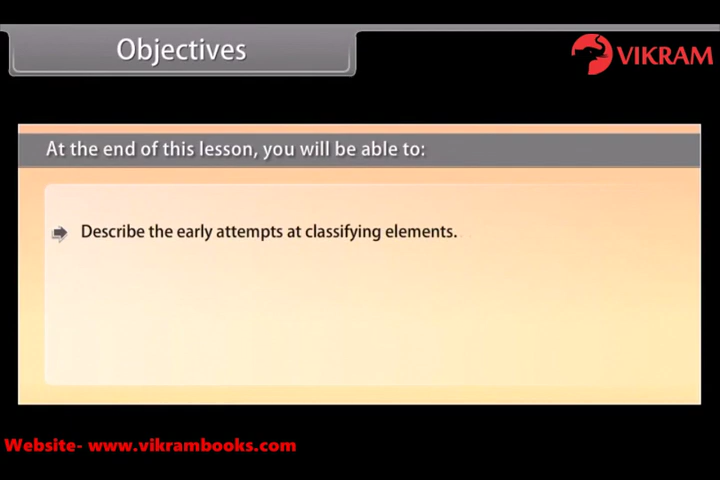 Objectives
VIKRAM
At the end of this lesson, you will be able to:
Describe the early attempts at classifying elements.
Website- www.vikrambooks.com